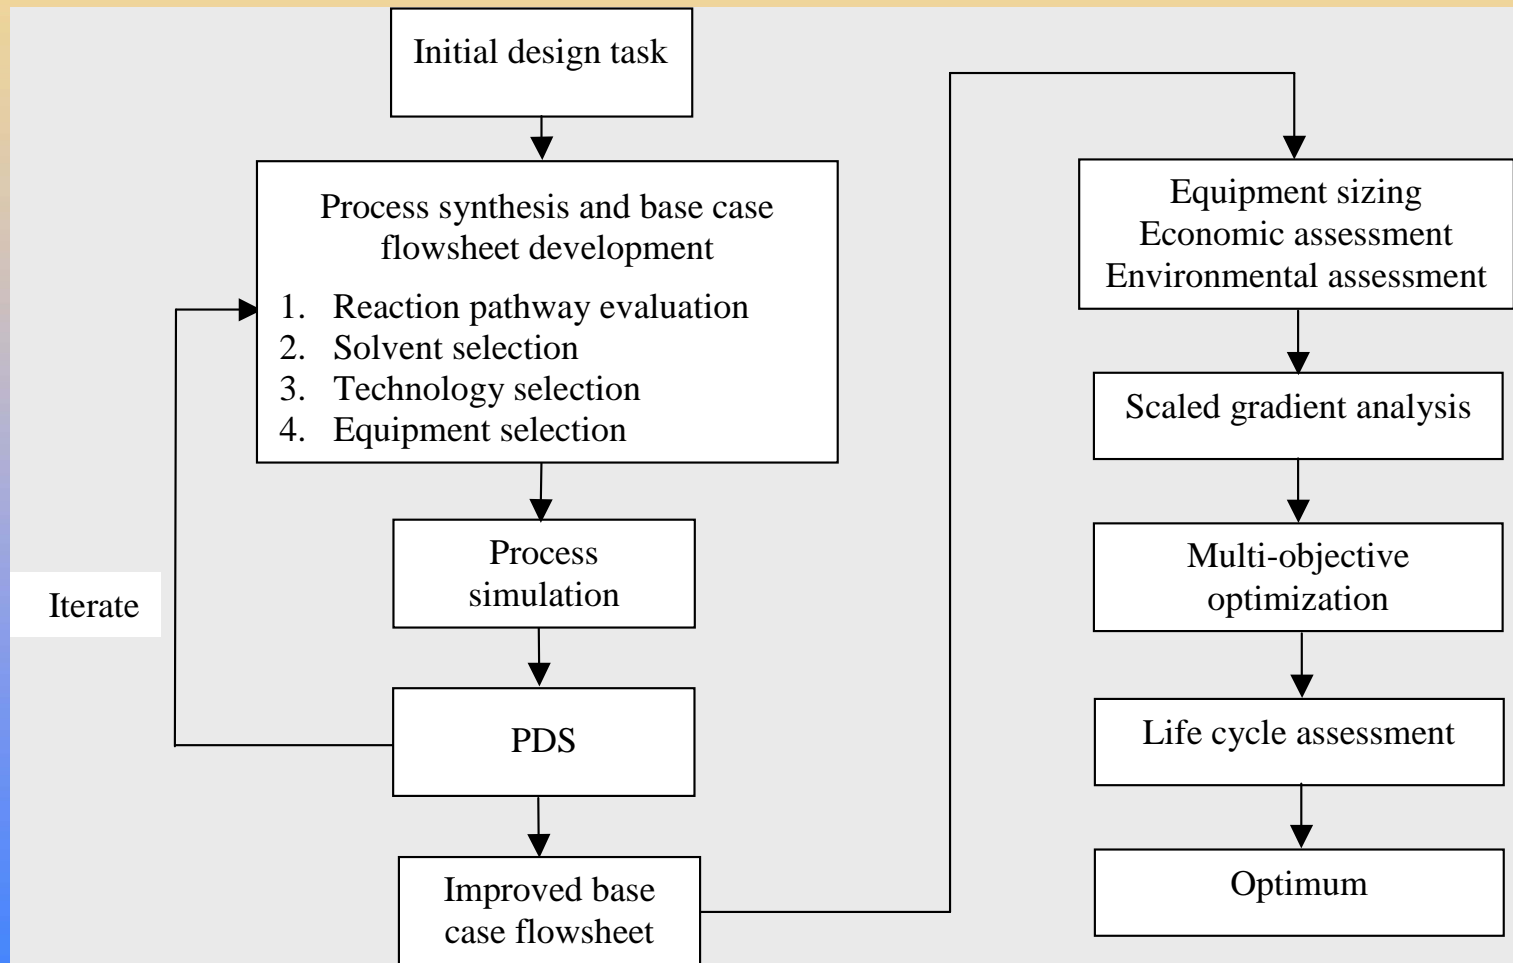 Initial design task
Process synthesis and base case
flowsheet development
1. Reaction pathway evaluation
2. Solvent selection
3. Technology selection
4. Equipment selection
Process
simulation
Iterate
PDS
Improved base
case flowsheet
Equipment sizing
Economic assessment
Environmental assessment
Scaled gradient analysis
Multi-objective
optimization
Life cycle assessment
Optimum